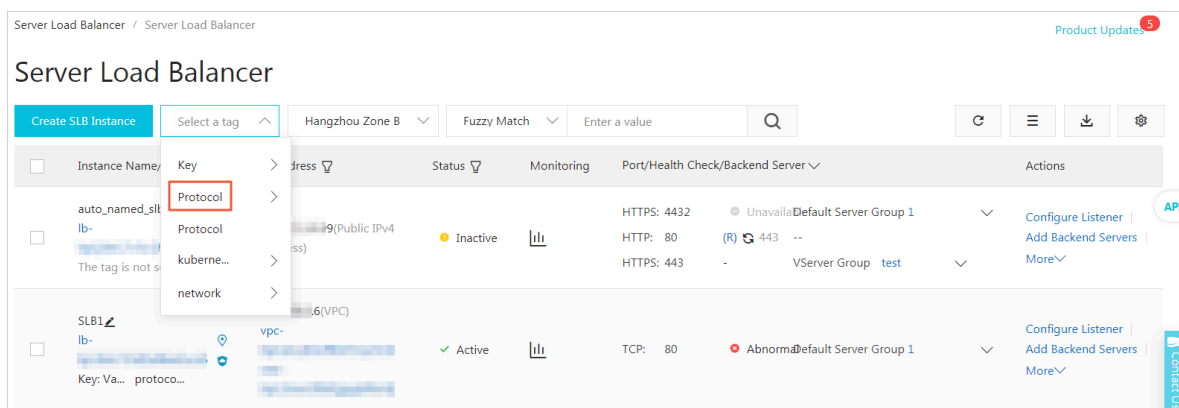 Server Load Balancer / Server Load Balancer
Product Updates 5
Server Load Balancer
Create SLB Instance Select a tag Hangzhou Zone B Fuzzy Match Enter a value
Instance Name/ dress Status Monitoring Port/Health Check/Backend Server Actions
Key
Protocol
Protocol
kuberne...
network
auto_named_slb
lb-
The tag is not s
9(Public IPv4
ess)
Inactive
HTTPS: 4432 Unavaila Default Server Group 1
HTTP: 80 (R) 443 --
HTTPS: 443 - VServer Group test
Configure Listener
Add Backend Servers
More
API
SLB1
lb-
Key: Va... protoco...
.6(VPC)
vpc-
Active
TCP: 80 Abnormal Default Server Group 1
Configure Listener
Add Backend Servers
More
Contact Us